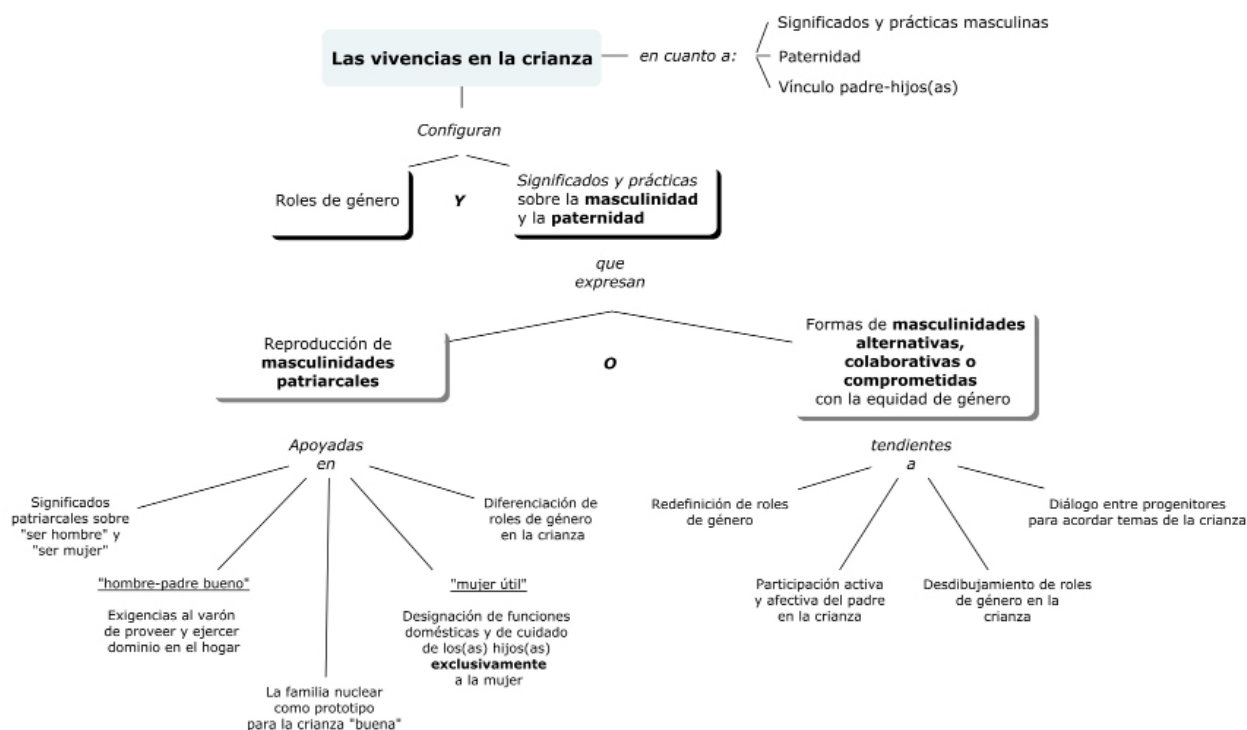 Las vivencias en la crianza
en cuanto a:
Significados y prácticas masculinas
Paternidad
Vínculo padre-hijos(as)
Configuran
Roles de género
Y
Significados y prácticas
sobre la masculinidad
y la paternidad
que
expresan
Reproducción de
masculinidades
patriarcales
O
Formas de masculinidades
alternativas,
colaborativas o
comprometidas
con la equidad de género
Apoyadas
en
Significados
patriarcales sobre
"ser hombre" y
"ser mujer"
"hombre-padre bueno"
Exigencias al varón
de proveer y ejercer
dominio en el hogar
La familia nuclear
como prototipo
para la crianza "buena"
"mujer útil"
Designación de funciones
domésticas y de cuidado
de los(as) hijos(as)
exclusivamente
a la mujer
Diferenciación de
roles de género
en la crianza
tendientes
a
Redefinición de roles
de género
Participación activa
y afectiva del padre
en la crianza
Desdibujamiento de roles
de género en la
crianza
Diálogo entre progenitores
para acordar temas de la crianza